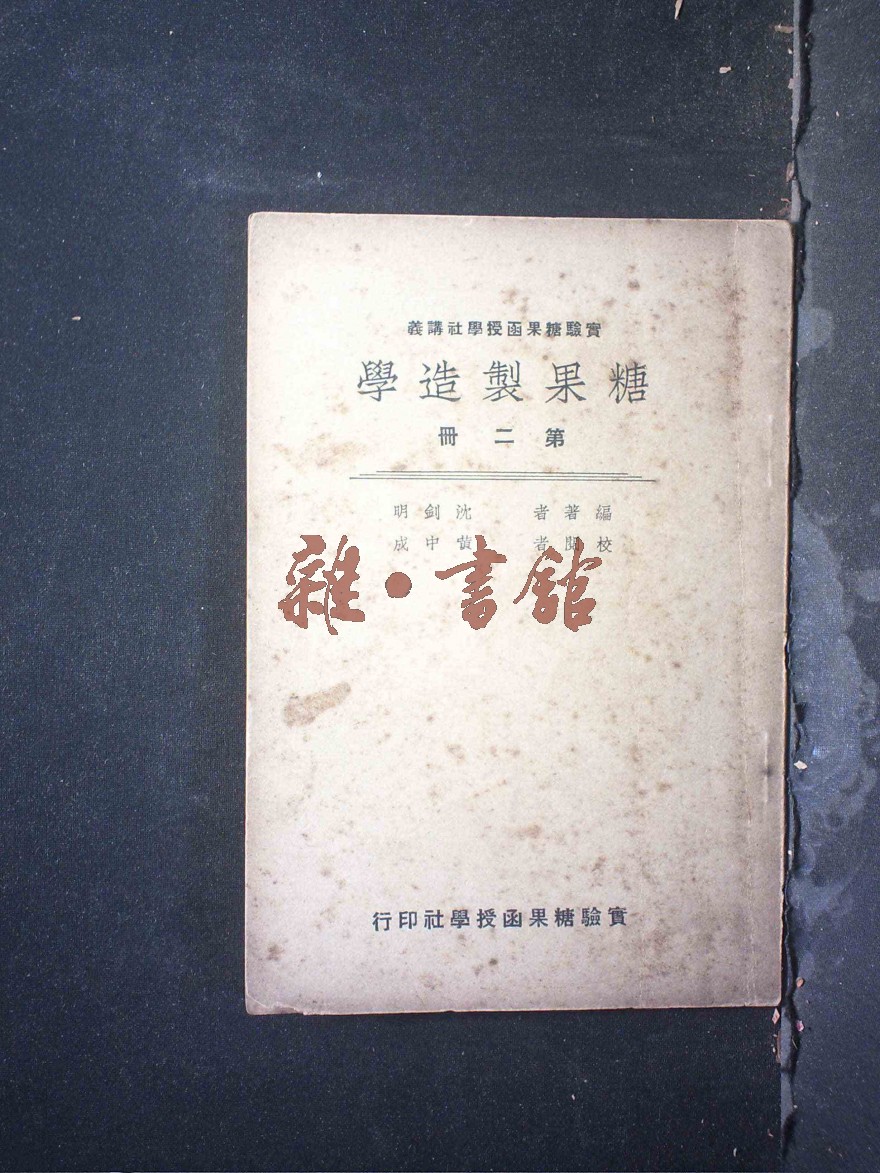 實驗糖果函授學社講義
糖果製造學
第二冊
編著者 沈劍明
校閱者 黃中成
雜·書館
實驗糖果函授學社印行